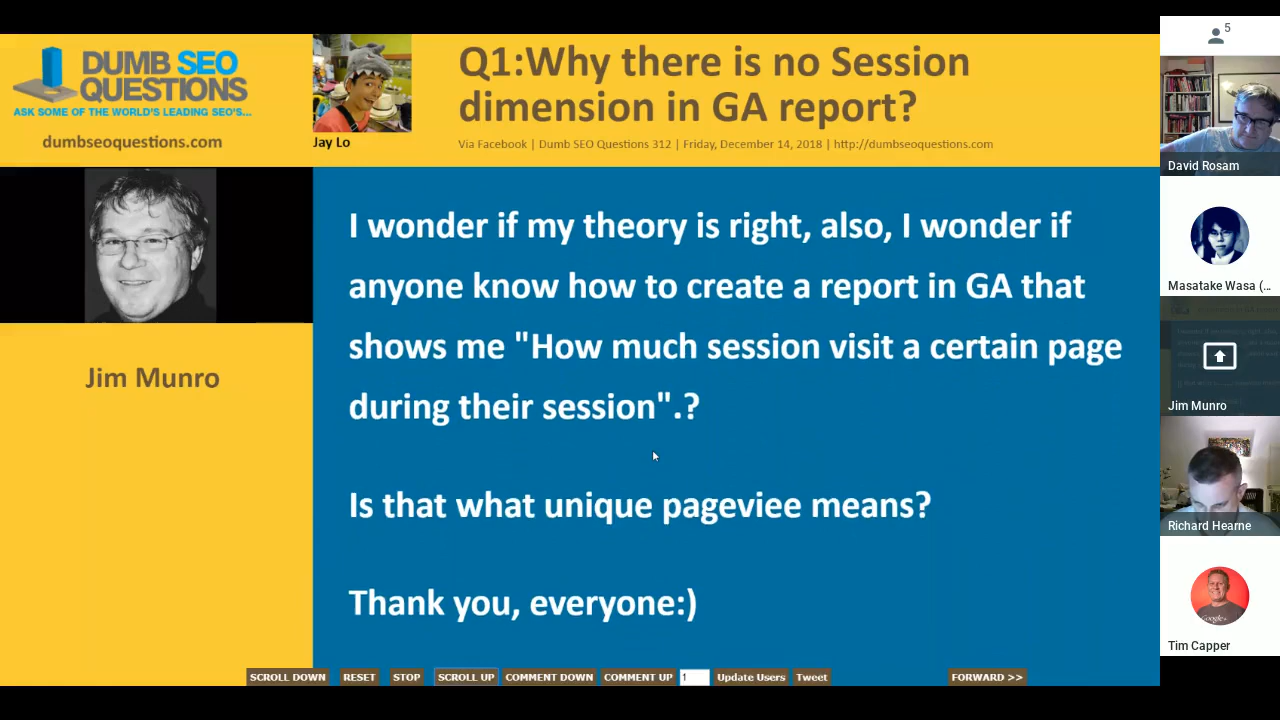 DUMB SEO
QUESTIONS
ASK SOME OF THE WORLD'S LEADING SEO'S...
dumbseoquestions.com
Jay Lo
Q1:Why there is no Session
dimension in GA report?
Via Facebook | Dumb SEO Questions 312 | Friday, December 14, 2018 | http://dumbseoquestions.com
Jim Munro
I wonder if my theory is right, also, I wonder if
anyone know how to create a report in GA that
shows me "How much session visit a certain page
during their session".?
Is that what unique pageviee means?
Thank you, everyone:)
SCROLL DOWN RESET STOP SCROLL UP COMMENT DOWN COMMENT UP 1 Update Users Tweet FORWARD >>
5
David Rosam
Masatake Wasa (...
Jim Munro
Richard Hearne
Google
Tim Capper